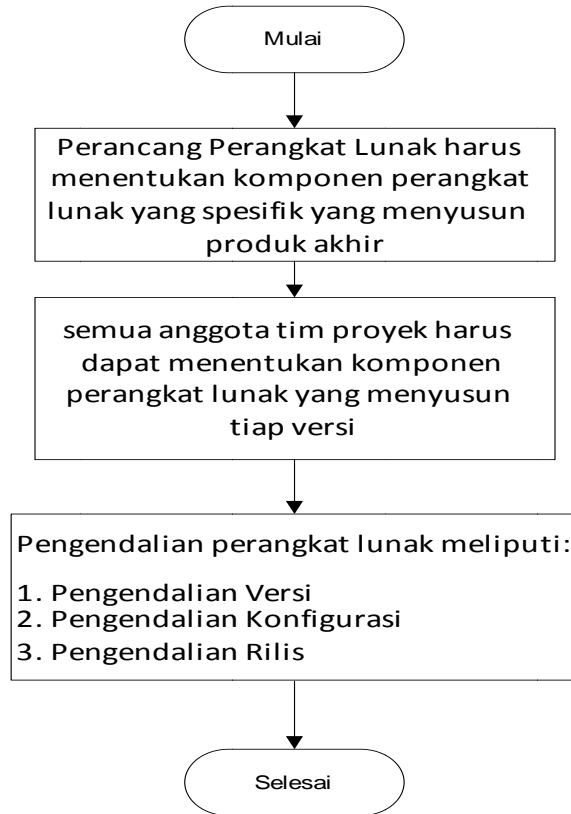 Mulai
Perancang Perangkat Lunak harus
menentukan komponen perangkat
lunak yang spesifik yang menyusun
produk akhir
semua anggota tim proyek harus
dapat menentukan komponen
perangkat lunak yang menyusun
tiap versi
Pengendalian perangkat lunak meliputi:
1. Pengendalian Versi
2. Pengendalian Konfigurasi
3. Pengendalian Rilis
Selesai